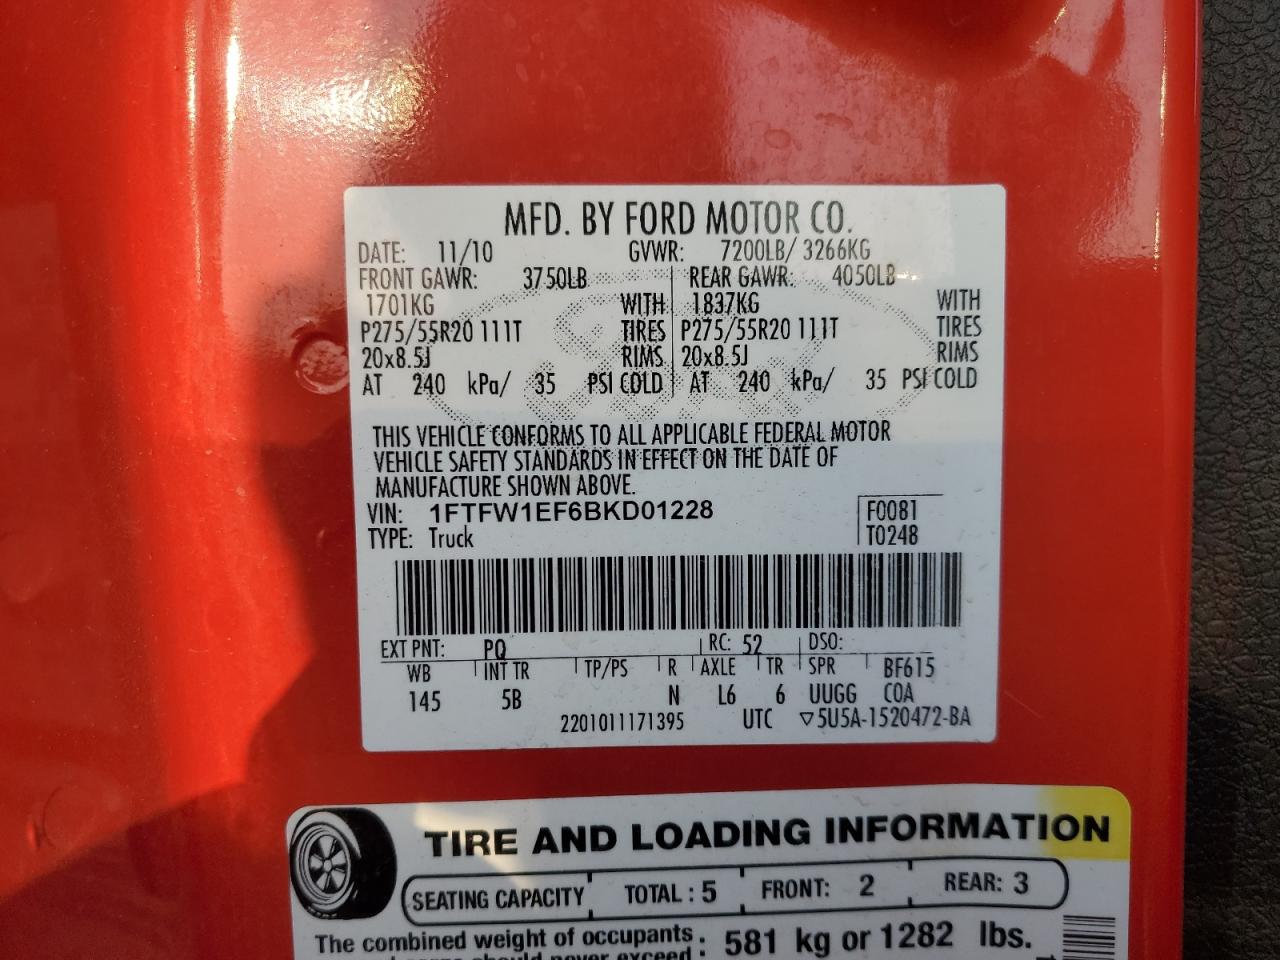 MFD. BY FORD MOTOR CO.
DATE: 11/10 GVWR: 7200LB/ 3266KG
FRONT GAWR: 3750LB REAR GAWR: 4050LB
1701KG WITH 1837KG WITH
P275/55R20 111T TIRES P275/55R20 111T TIRES
20x8.5J RIMS 20x8.5J RIMS
AT 240 kPa/ 35 PSI COLD AT 240 kPa/ 35 PSI COLD
THIS VEHICLE CONFORMS TO ALL APPLICABLE FEDERAL MOTOR
VEHICLE SAFETY STANDARDS IN EFFECT ON THE DATE OF
MANUFACTURE SHOWN ABOVE.
VIN: 1FTFW1EF6BKD01228 F0081
TYPE: Truck T0248
EXT PNT: PQ RC: 52 DSO:
WB INT TR TP/PS R AXLE TR SPR BF615
145 5B N L6 6 UUGG COA
2201011171395 UTC ▽5U5A-1520472-BA
TIRE AND LOADING INFORMATION
SEATING CAPACITY TOTAL : 5 FRONT: 2 REAR: 3
The combined weight of occupants : 581 kg or 1282 lbs.
should never exceed :